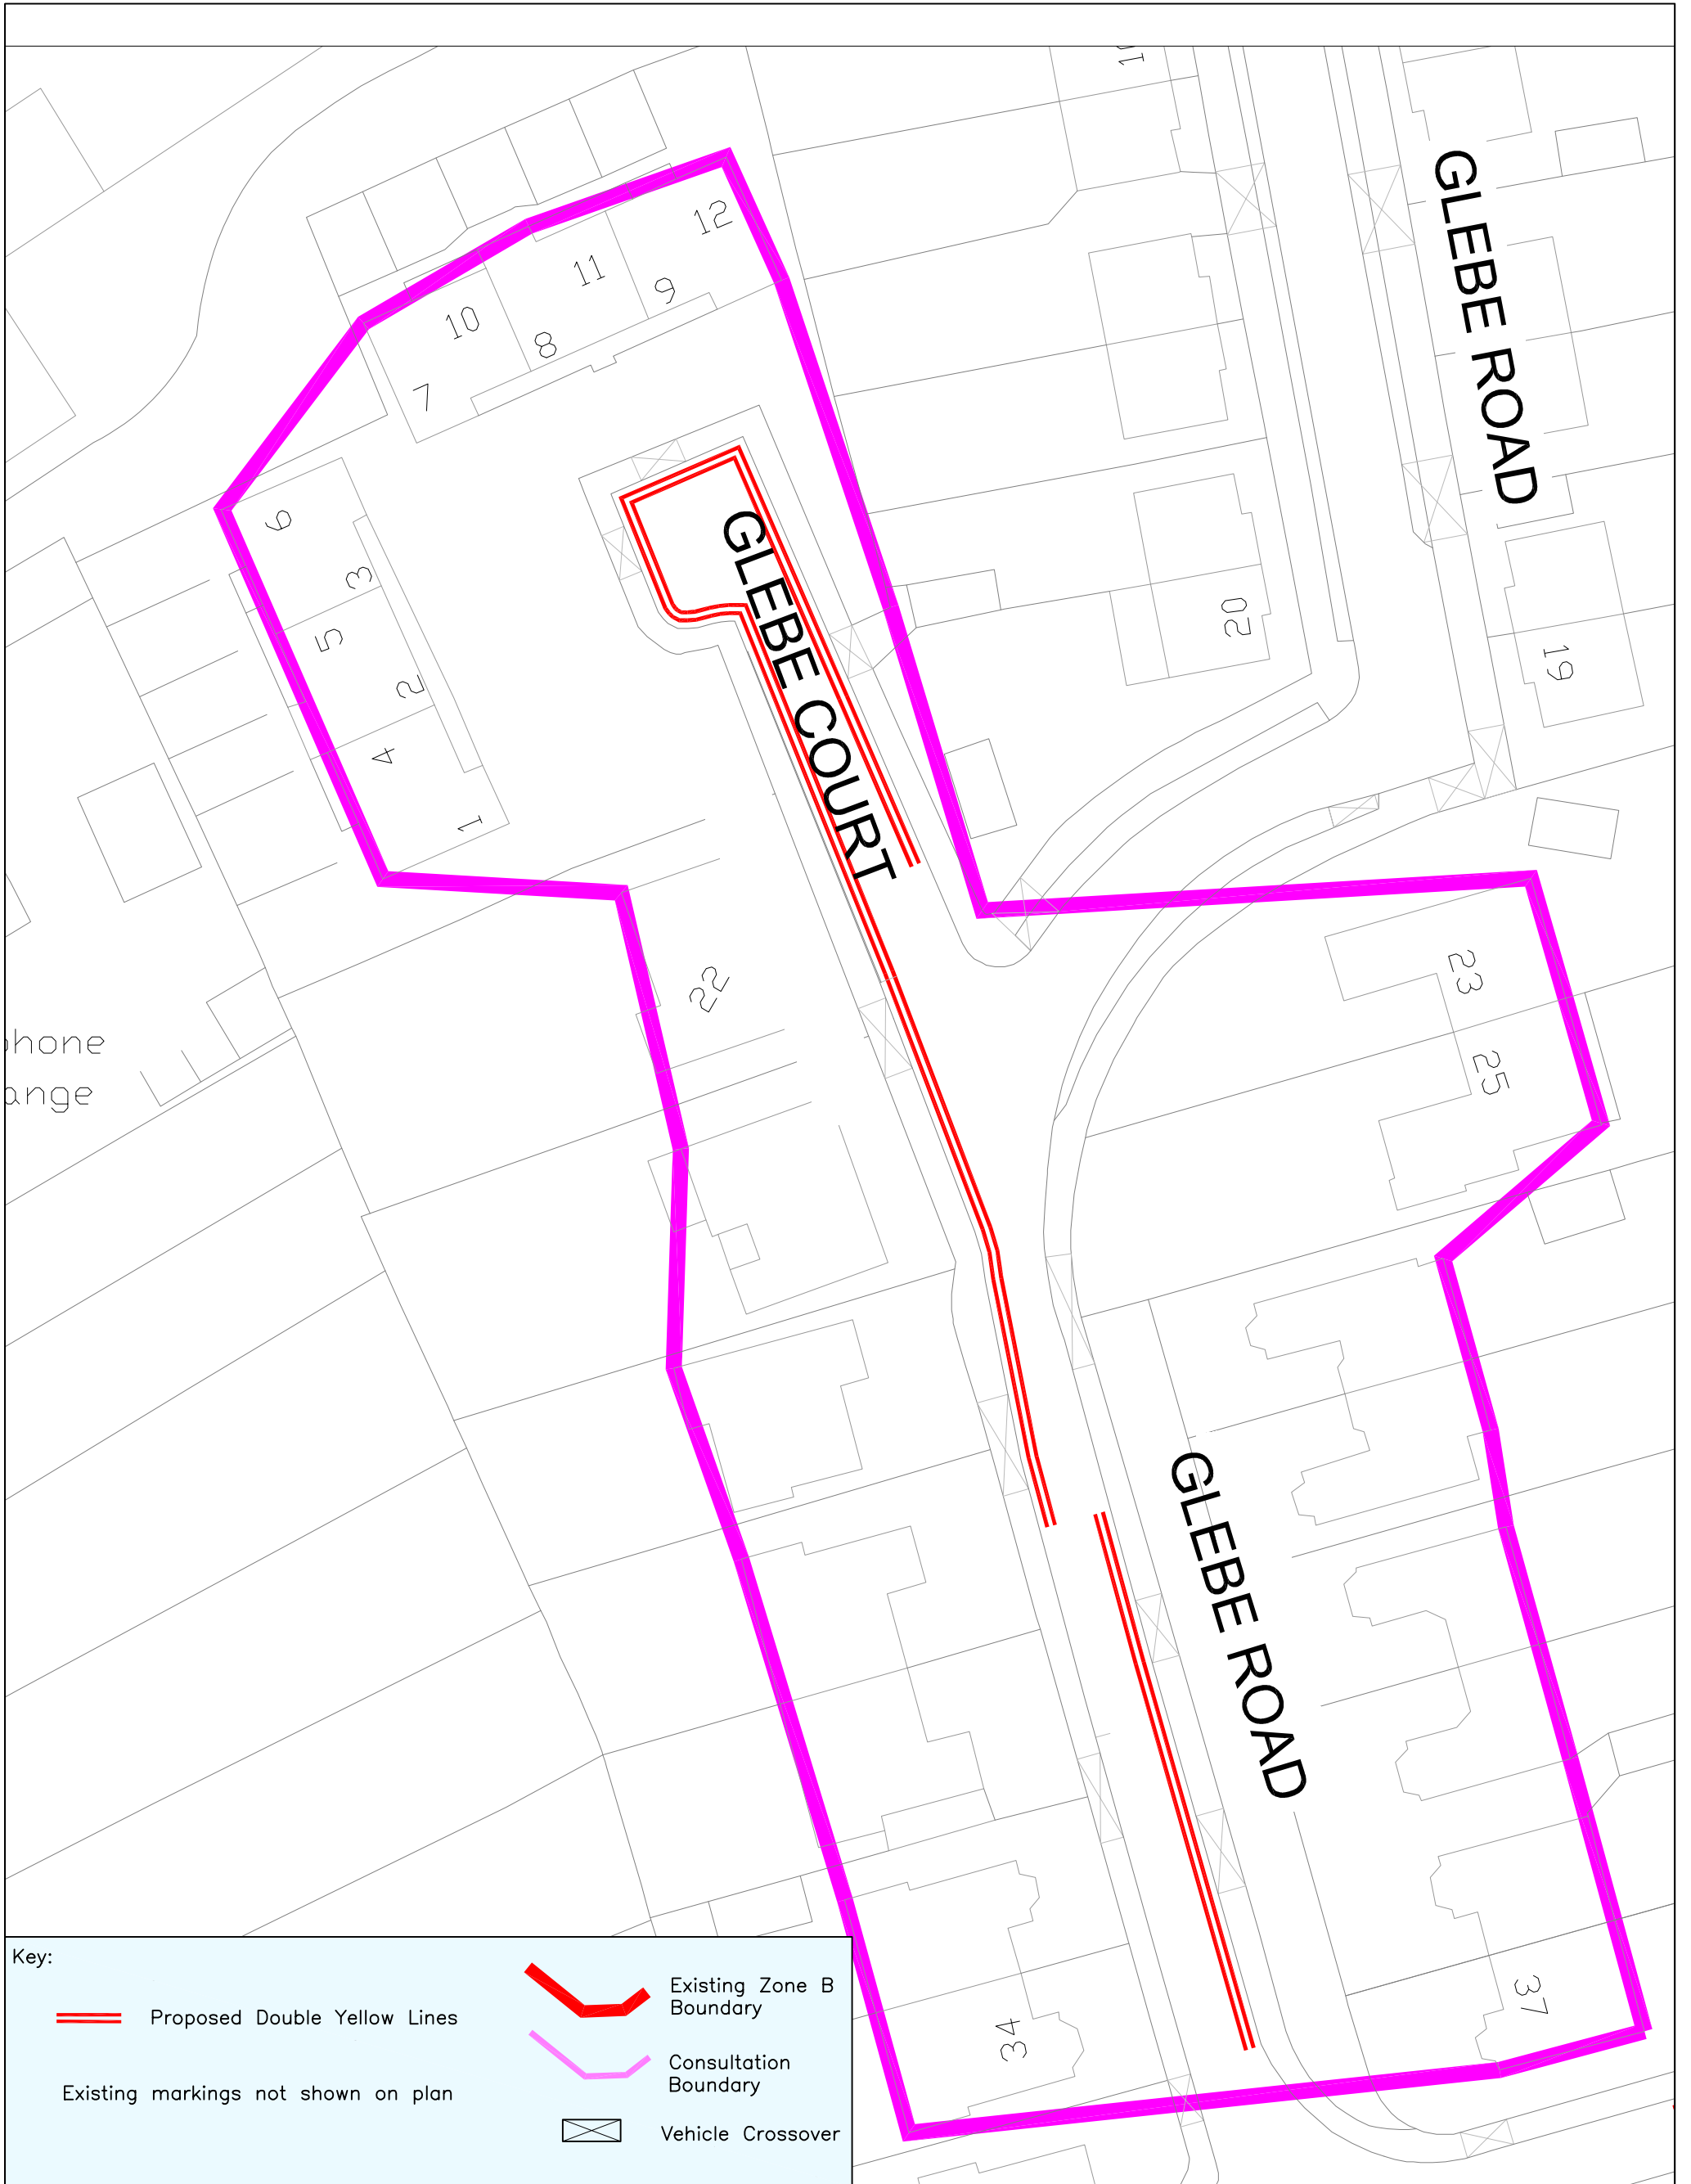 GLEBE ROAD
12
11
9
10
8
7
6
3
5
2
4
1
GLEBE COURT
20
19
22
23
25
hone
ange
GLEBE ROAD
37
34
Key:
Proposed Double Yellow Lines
Existing markings not shown on plan
Existing Zone B
Boundary
Consultation
Boundary
Vehicle Crossover